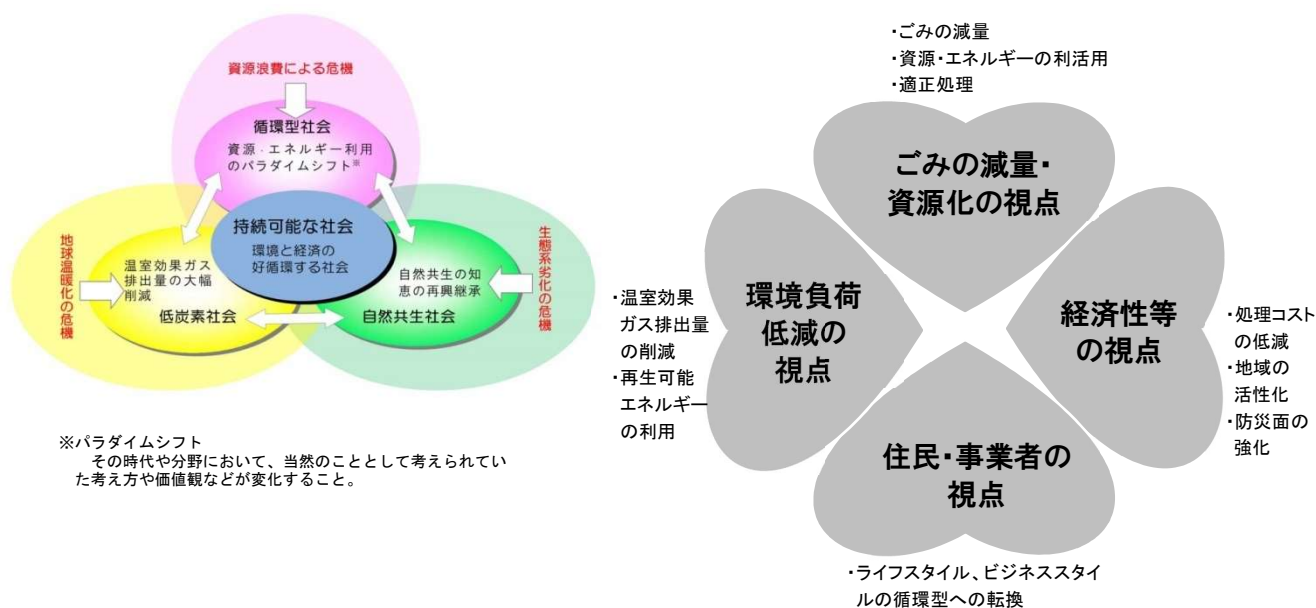 資源浪費による危機
循環型社会
資源・エネルギー利用
のパラダイムシフト※
持続可能な社会
環境と経済の
好循環する社会
地球温暖化の危機
温室効果ガス
排出量の大幅
削減
低炭素社会
自然共生の知
恵の再興継承
自然共生社会
生態系劣化の危機
※パラダイムシフト
その時代や分野において、当然のこととして考えられてい
た考え方や価値観などが変化すること。
・ごみの減量
・資源・エネルギーの利活用
・適正処理
ごみの減量・
資源化の視点
・温室効果
ガス排出量
の削減
・再生可能
エネルギー
の利用
環境負荷
低減の
視点
経済性等
の視点
・処理コスト
の低減
・地域の
活性化
・防災面の
強化
住民・事業者の
視点
・ライフスタイル、ビジネススタイ
ルの循環型への転換